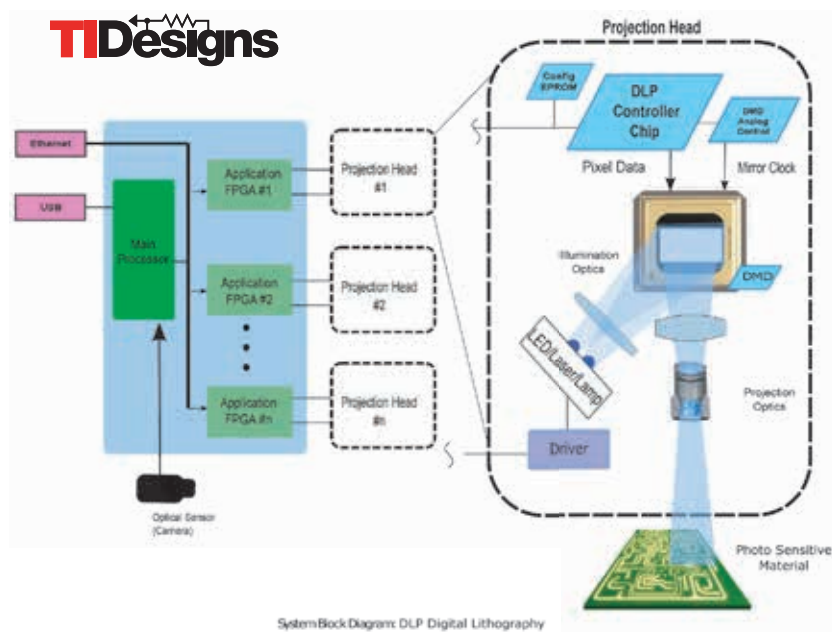 TIDesigns
Projection Head
Config
EPROM
DLP
Controller
Chip
DMD
Analog
Control
Pixel Data
Mirror Clock
Ethernet
USB
Main
Processor
Application
FPGA #1
Projection Head
#1
Application
FPGA #2
Projection Head
#2
Application
FPGA #n
Projection Head
#n
Illumination
Optics
DMD
LED/Laser/Lamp
Projection
Optics
Driver
Optical Sensor
(Camera)
Photo Sensitive
Material
System Block Diagram: DLP Digital Lithography